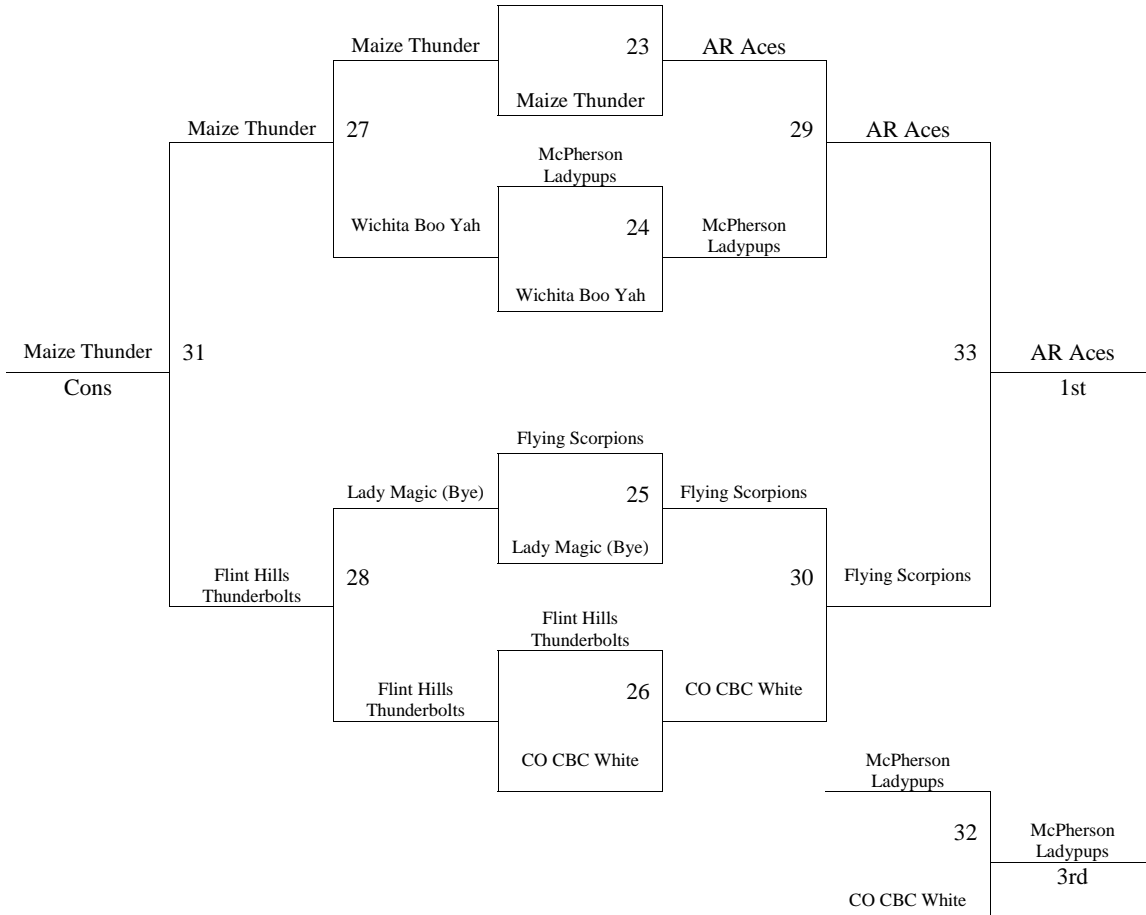 Maize Thunder
23
AR Aces
Maize Thunder
Maize Thunder
27
29
AR Aces
McPherson
Ladypups
Wichita Boo Yah
24
McPherson
Ladypups
Wichita Boo Yah
Maize Thunder
31
33
AR Aces
Cons
1st
Flying Scorpions
Lady Magic (Bye)
25
Flying Scorpions
Lady Magic (Bye)
Flint Hills
Thunderbolts
28
30
Flying Scorpions
Flint Hills
Thunderbolts
Flint Hills
Thunderbolts
26
CO CBC White
CO CBC White
McPherson
Ladypups
32
McPherson
Ladypups
3rd
CO CBC White